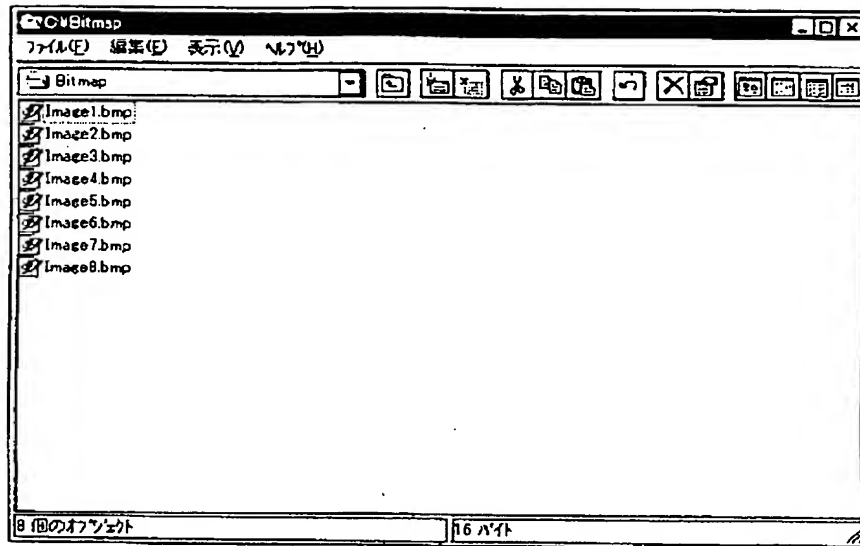 C:¥Bitmap
ファイル(F) 編集(E) 表示(V) ヘルプ(H)
Bitmap
Image1.bmp
Image2.bmp
Image3.bmp
Image4.bmp
Image5.bmp
Image6.bmp
Image7.bmp
Image8.bmp
8 個のオブジェクト
16 バイト